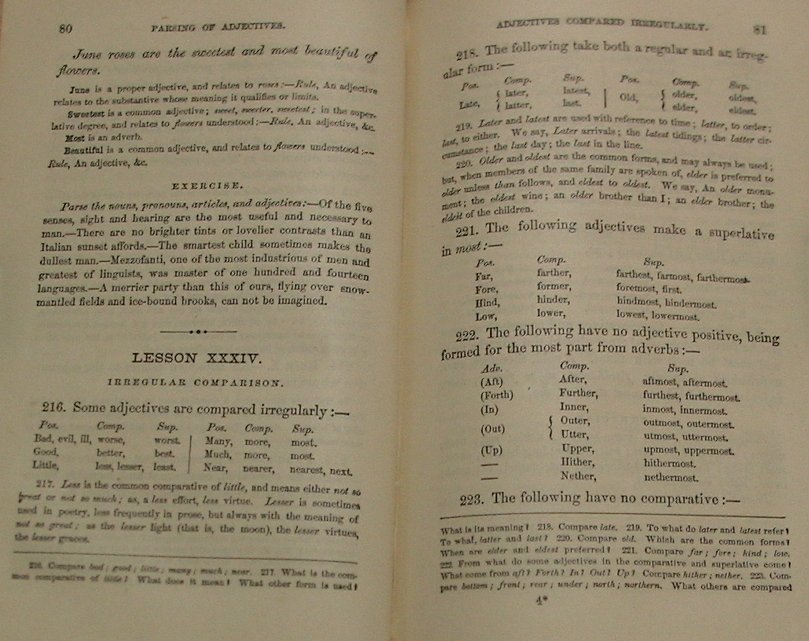 80 PARSING OF ADJECTIVES.
June roses are the sweetest and most beautiful of
flowers.
June is a proper adjective, and relates to roses:—Rule, An adjective
relates to the substantive whose meaning it qualifies or limits.
Sweetest is a common adjective; sweet, sweeter, sweetest; in the super-
lative degree, and relates to flowers understood:—Rule, An adjective, &c.
Most is an adverb.
Beautiful is a common adjective, and relates to flowers understood:—
Rule, An adjective, &c.
EXERCISE.
Parse the nouns, pronouns, articles, and adjectives:—Of the five
senses, sight and hearing are the most useful and necessary to
man.—There are no brighter tints or lovelier contrasts than an
Italian sunset affords.—The smartest child sometimes makes the
dullest man.—Mezzofanti, one of the most industrious of men and
greatest of linguists, was master of one hundred and fourteen
languages.—A merrier party than this of ours, flying over snow-
mantled fields and ice-bound brooks, can not be imagined.
LESSON XXXIV.
IRREGULAR COMPARISON.
216. Some adjectives are compared irregularly:—
Pos. Comp. Sup. Pos. Comp. Sup.
Bad, evil, ill, worse, worst. Many, more, most.
Good, better, best. Much, more, most.
Little, less, lesser, least. Near, nearer, nearest, next.
217. Less is the common comparative of little, and means either not so
great or not so much; as, a less effort, less virtue. Lesser is sometimes
used in poetry, less frequently in prose, but always with the meaning of
not so great; as the lesser light (that is, the moon), the lesser virtues,
the lesser graces.
216. Compare bad; good; little; many; much; near. 217. What is the com-
mon comparative of little? What does it mean? What other form is used?
ADJECTIVES COMPARED IRREGULARLY. 81
218. The following take both a regular and an irreg-
ular form:—
Pos. Comp. Sup. Pos. Comp. Sup.
Late, { later, latest, Old, { older, oldest,
{ latter, last. { elder, eldest.
219. Later and latest are used with reference to time; latter, to order;
last, to either. We say, Later arrivals; the latest tidings; the latter cir-
cumstance; the last day; the last in the line.
220. Older and oldest are the common forms, and may always be used;
but, when members of the same family are spoken of, elder is preferred to
older unless than follows, and eldest to oldest. We say, An older monu-
ment; the oldest wine; an older brother than I; an elder brother; the
eldest of the children.
221. The following adjectives make a superlative
in most:—
Pos. Comp. Sup.
Far, farther, farthest, farmost, farthermost.
Fore, former, foremost, first.
Hind, hinder, hindmost, hindermost.
Low, lower, lowest, lowermost.
222. The following have no adjective positive, being
formed for the most part from adverbs:—
Adv. Comp. Sup.
(Aft) After, aftmost, aftermost.
(Forth) Further, furthest, furthermost.
(In) Inner, inmost, innermost.
(Out) { Outer, outmost, outermost.
{ Utter, utmost, uttermost.
(Up) Upper, upmost, uppermost.
— Hither, hithermost.
— Nether, nethermost.
223. The following have no comparative:—
What is its meaning? 218. Compare late. 219. To what do later and latest refer?
To what, latter and last? 220. Compare old. Which are the common forms?
When are elder and eldest preferred? 221. Compare far; fore; hind; low.
222. From what do some adjectives in the comparative and superlative come?
What come from aft? Forth? In? Out? Up? Compare hither; nether. 223. Com-
pare bottom; front; rear; under; north; northern. What others are compared
4*